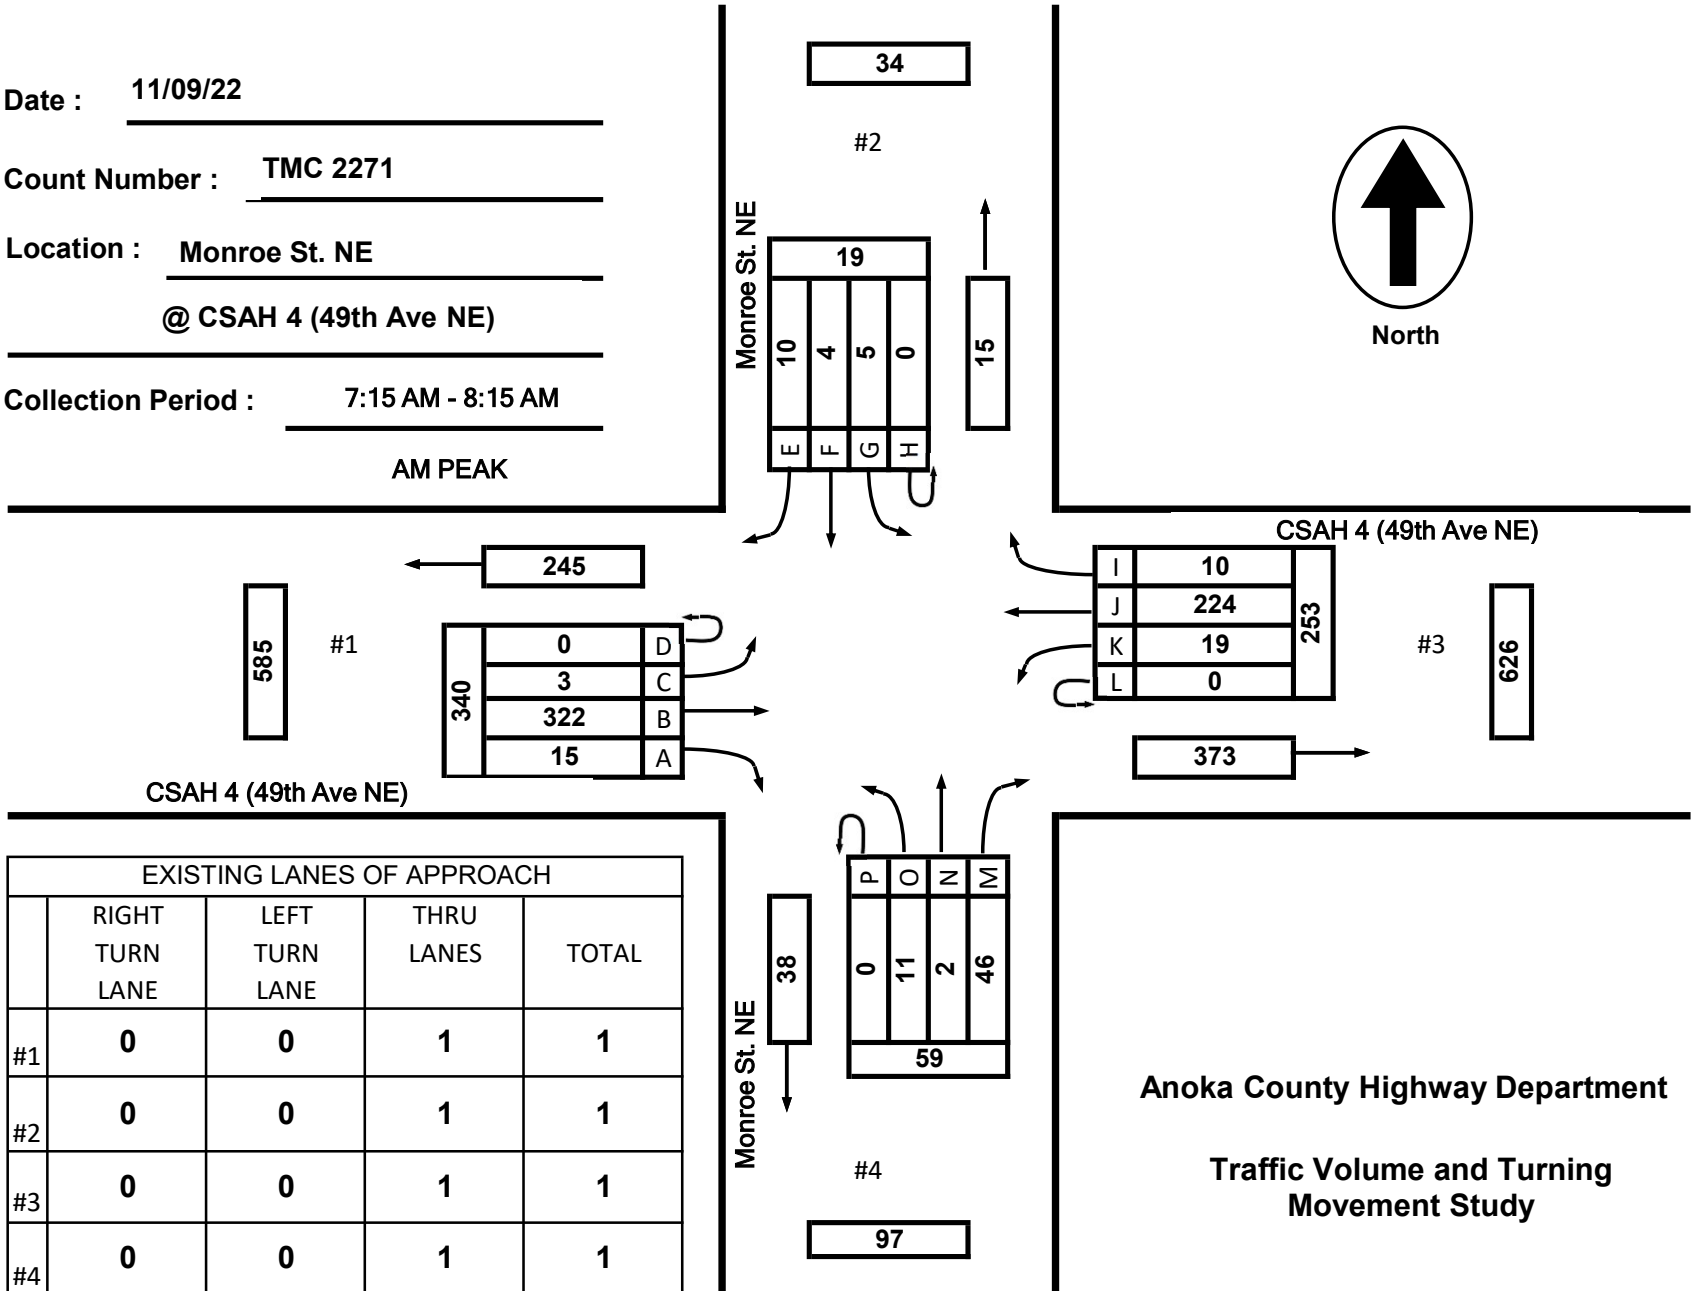 Date : 11/09/22
Count Number : TMC 2271
Location : Monroe St. NE
@ CSAH 4 (49th Ave NE)
Collection Period : 7:15 AM - 8:15 AM
AM PEAK
34
#2
Monroe St. NE
19
10 4 5 0
E F G H
15
North
CSAH 4 (49th Ave NE)
245
585
#1
340
0 D
3 C
322 B
15 A
CSAH 4 (49th Ave NE)
I 10
J 224
K 19
L 0
253
#3
626
373
P O N M
0 11 2 46
59
38
Monroe St. NE
#4
97
EXISTING LANES OF APPROACH
RIGHT TURN LANE
LEFT TURN LANE
THRU LANES
TOTAL
#1 0 0 1 1
#2 0 0 1 1
#3 0 0 1 1
#4 0 0 1 1
Anoka County Highway Department
Traffic Volume and Turning
Movement Study